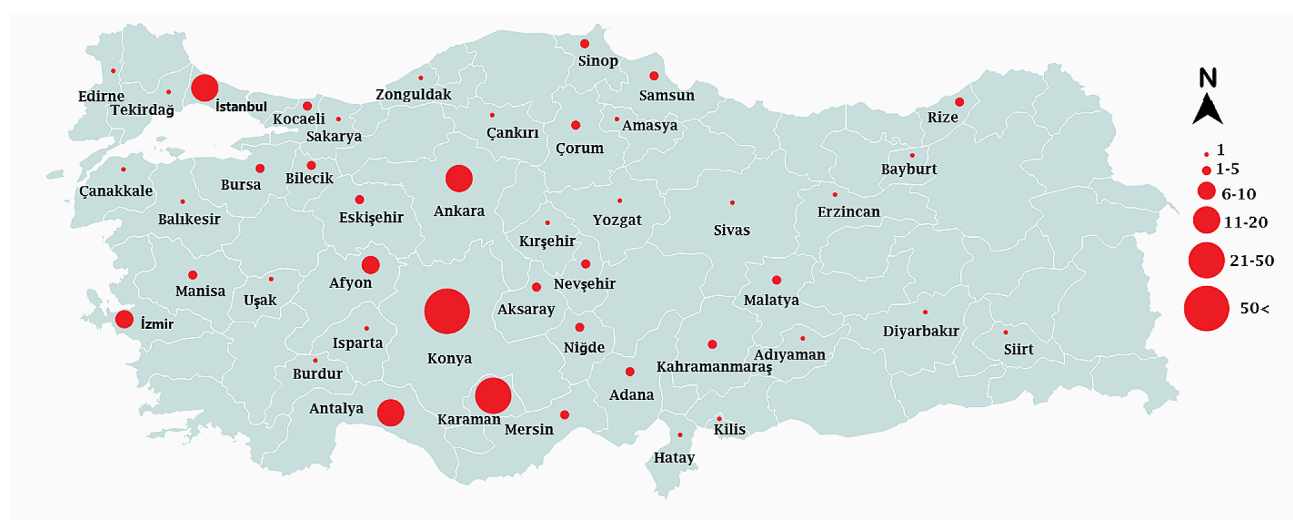 Sinop
Edirne
Tekirdağ
İstanbul
Zonguldak
Samsun
Kocaeli
Sakarya
Çankırı
Amasya
Çorum
Rize
N
Çanakkale
Bursa
Bilecik
Bayburt
1
1-5
6-10
11-20
21-50
50<
Balıkesir
Eskişehir
Ankara
Yozgat
Sivas
Erzincan
Kırşehir
Manisa
Uşak
Afyon
Nevşehir
Aksaray
Malatya
İzmir
Isparta
Konya
Niğde
Diyarbakır
Siirt
Burdur
Kahramanmaraş
Adıyaman
Antalya
Karaman
Mersin
Adana
Kilis
Hatay